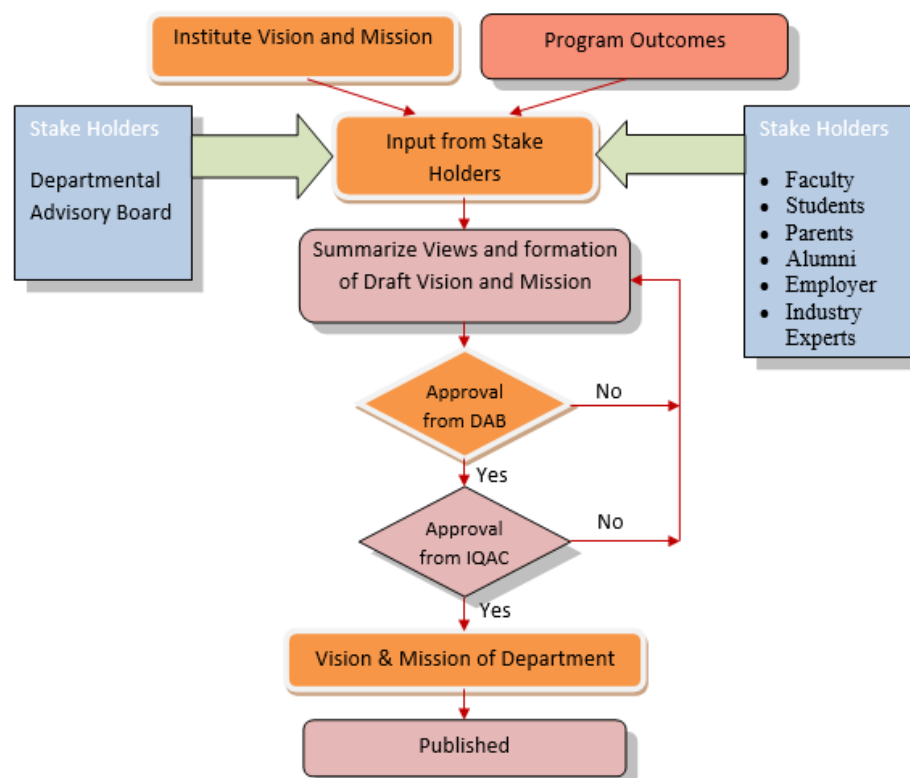 Institute Vision and Mission
Program Outcomes
Stake Holders
Departmental
Advisory Board
Input from Stake
Holders
Stake Holders
• Faculty
• Students
• Parents
• Alumni
• Employer
• Industry
Experts
Summarize Views and formation
of Draft Vision and Mission
Approval
from DAB
No
Yes
Approval
from IQAC
No
Yes
Vision & Mission of Department
Published